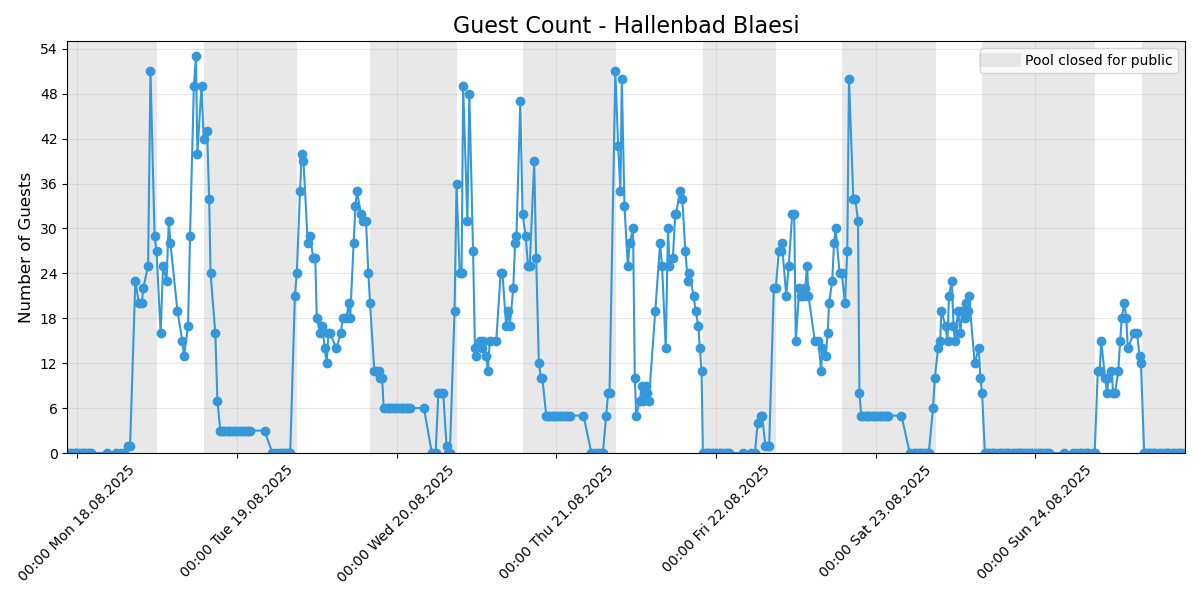 Guest Count - Hallenbad Blaesi
Pool closed for public
Number of Guests
54
48
42
36
30
24
18
12
6
0
00:00 Mon 18.08.2025
00:00 Tue 19.08.2025
00:00 Wed 20.08.2025
00:00 Thu 21.08.2025
00:00 Fri 22.08.2025
00:00 Sat 23.08.2025
00:00 Sun 24.08.2025